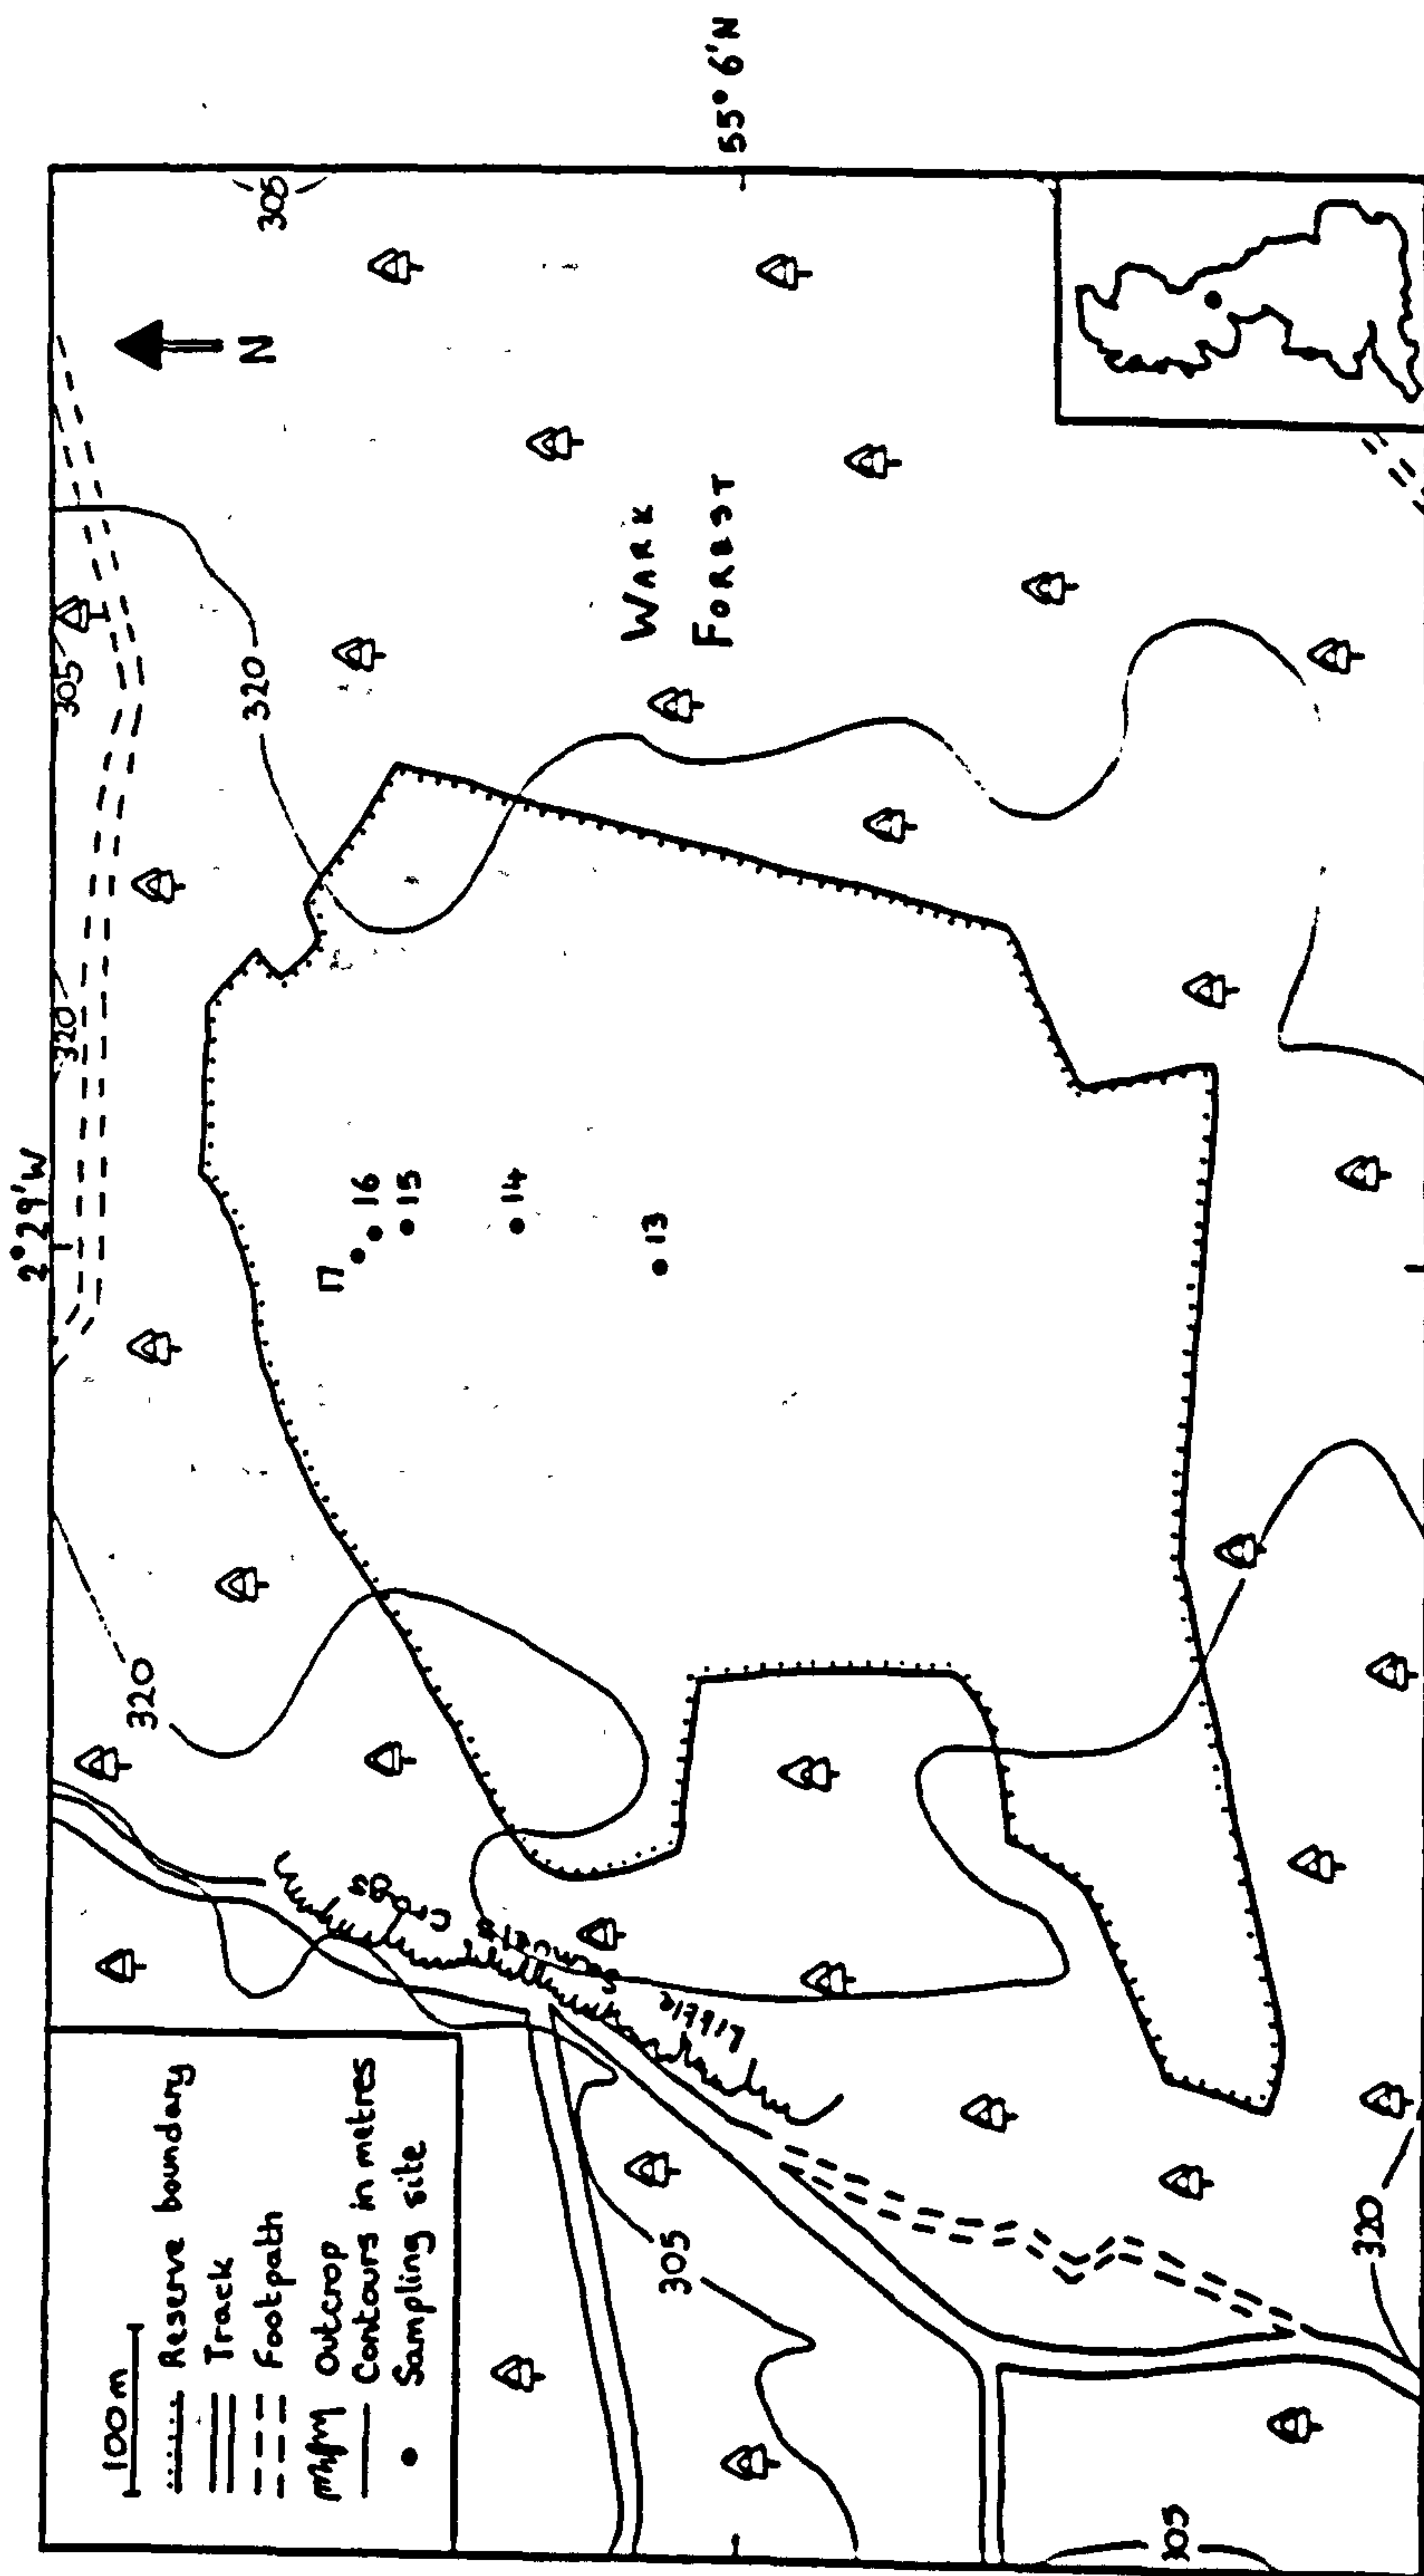 2°29'W
55° 6'N
100m
Reserve boundary
Track
Footpath
Outcrop
Contours in metres
Sampling site
N
320
320
305
305
320
Little
Samuel's
Crags
17
16
15
14
13
WARK
FOREST
305
305
320